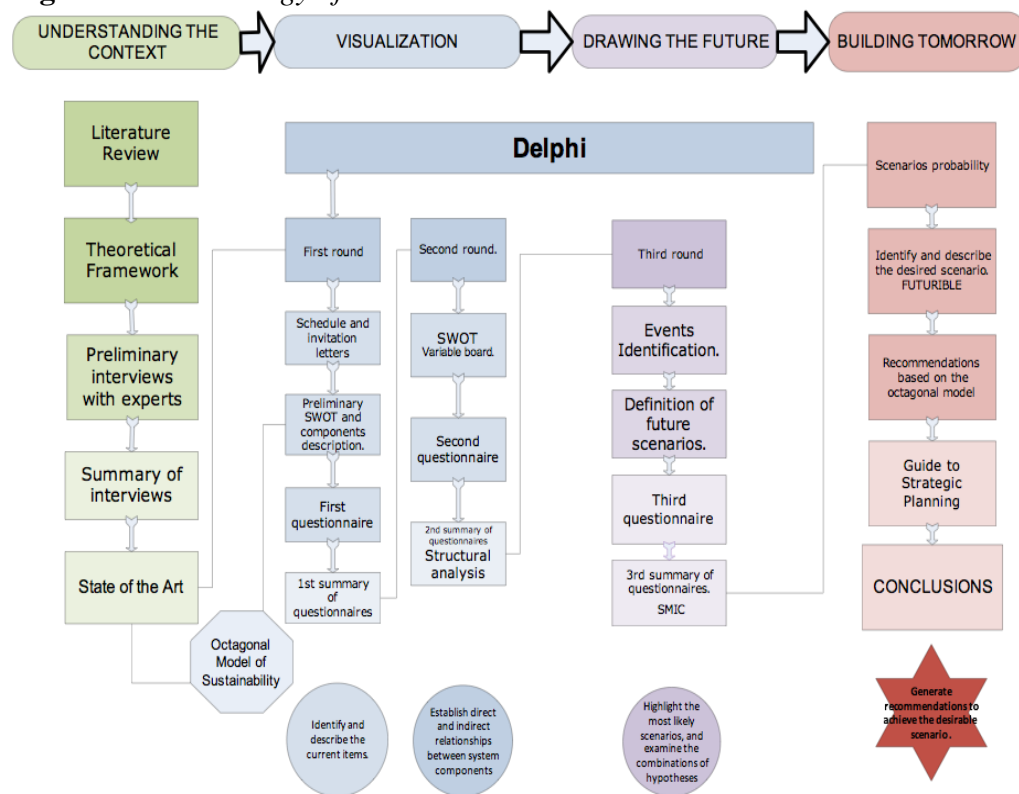 UNDERSTANDING THE
CONTEXT
VISUALIZATION
DRAWING THE FUTURE
BUILDING TOMORROW
Literature
Review
Theoretical
Framework
Preliminary
interviews
with experts
Summary of
interviews
State of the Art
Octagonal
Model of
Sustainability
Delphi
First round
Schedule and
invitation
letters
Preliminary
SWOT and
components
description.
First
questionnaire
1st summary
of
questionnaires
Identify and
describe the
current items.
Second round.
SWOT
Variable board.
Second
questionnaire
2nd summary of
questionnaires
Structural
analysis
Establish direct
and indirect
relationships
between system
components
Third round
Events
Identification.
Definition of
future
scenarios.
Third
questionnaire
3rd summary of
questionnaires.
SMIC
Highlight the
most likely
scenarios, and
examine the
combinations of
hypotheses
Scenarios probability
Identify and describe
the desired scenario.
FUTURIBLE
Recommendations
based on the
octagonal model
Guide to
Strategic
Planning
CONCLUSIONS
Generate
recommendations to
achieve the desirable
scenario.